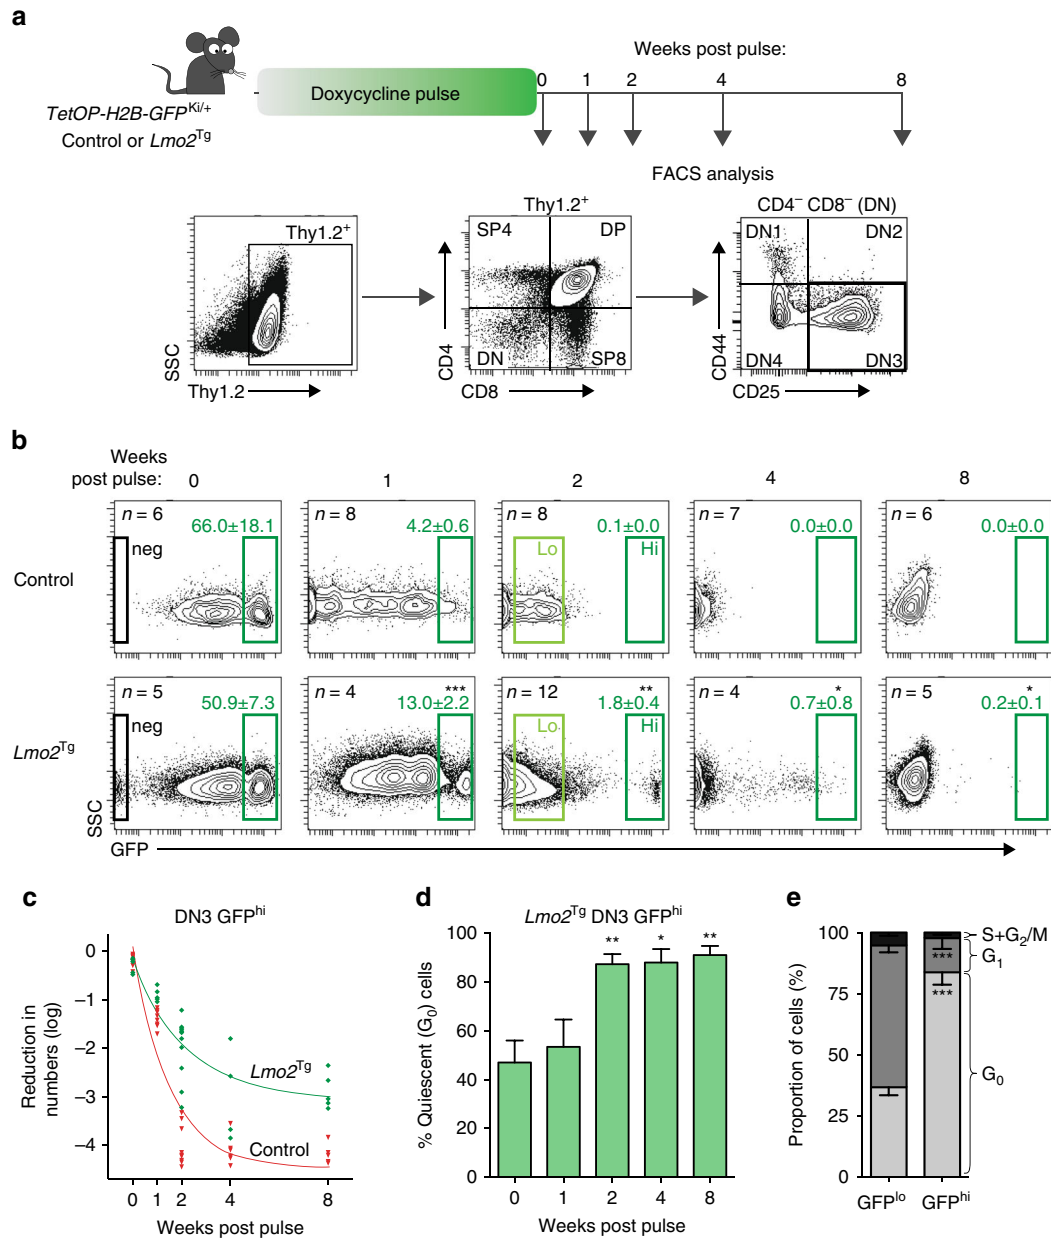 a
Weeks post pulse:
0 1 2 4 8
Doxycycline pulse
TetOP-H2B-GFP^Ki/+
Control or Lmo2^Tg
FACS analysis
Thy1.2⁺ CD4⁻ CD8⁻ (DN)
Thy1.2⁺
SSC
Thy1.2
SP4 DP
DN SP8
CD4
CD8
DN1 DN2
DN4 DN3
CD44
CD25
b
Weeks
post pulse: 0 1 2 4 8
Control
n = 6 66.0±18.1 neg
n = 8 4.2±0.6
n = 8 0.1±0.0 Lo Hi
n = 7 0.0±0.0
n = 6 0.0±0.0
Lmo2^Tg
n = 5 50.9±7.3 neg
n = 4 *** 13.0±2.2
n = 12 ** 1.8±0.4 Lo Hi
n = 4 * 0.7±0.8
n = 5 * 0.2±0.1
SSC
GFP
c
DN3 GFP^hi
Reduction in
numbers (log)
0
−1
−2
−3
−4
Lmo2^Tg
Control
0 1 2 4 8
Weeks post pulse
d
Lmo2^Tg DN3 GFP^hi
% Quiescent (G₀) cells
100
80
60
40
20
0
** * **
0 1 2 4 8
Weeks post pulse
e
Proportion of cells (%)
100
75
50
25
0
S+G₂/M
G₁
***
***
G₀
GFP^lo GFP^hi